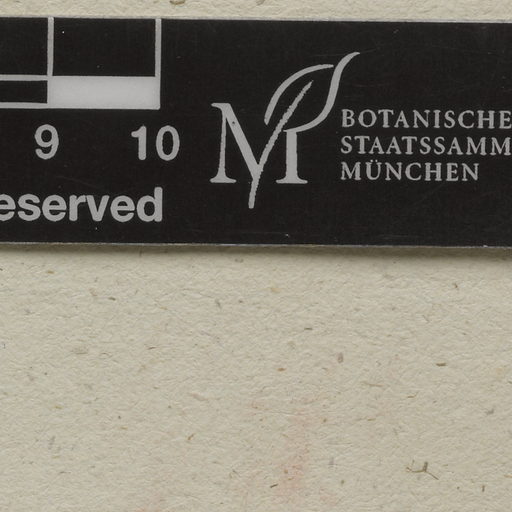 9 10
eserved
M
BOTANISCHE
STAATSSAMM
MÜNCHEN